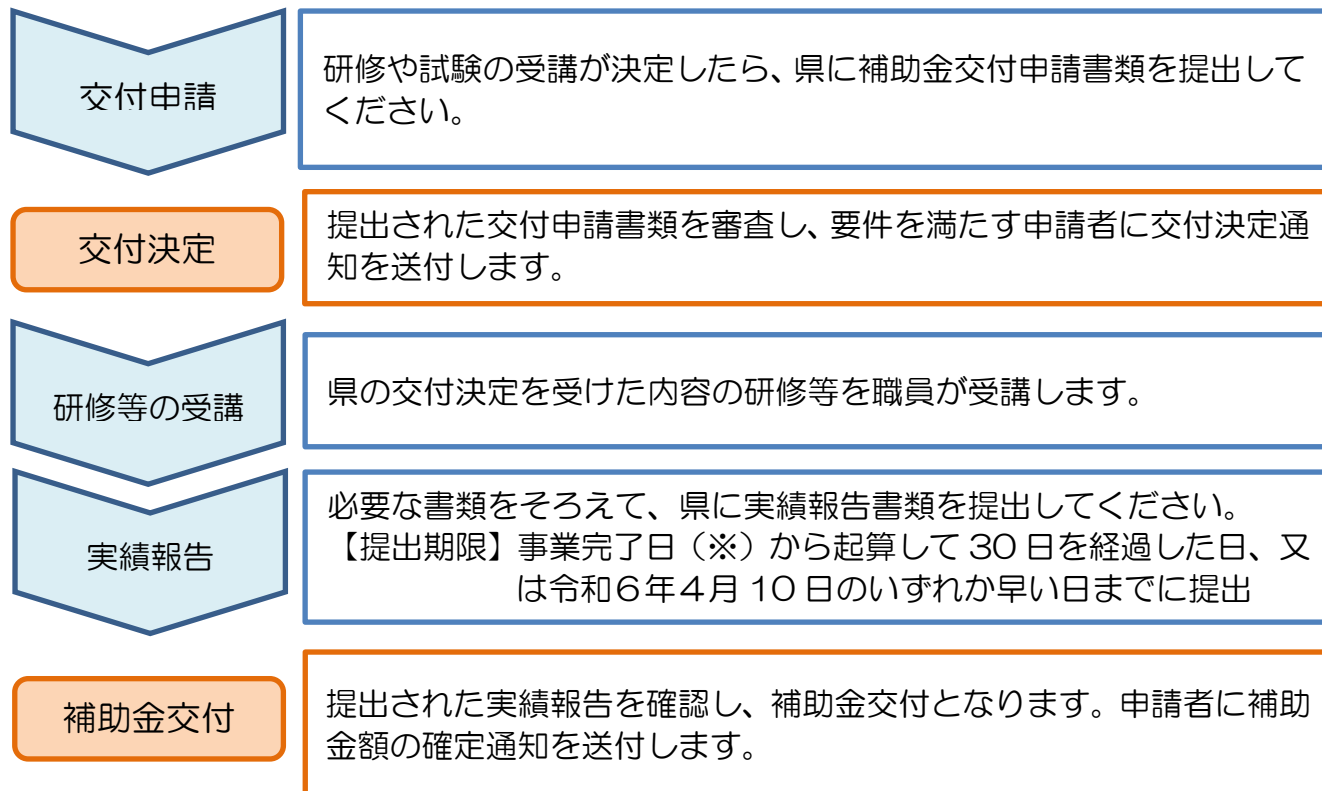 交付申請
研修や試験の受講が決定したら、県に補助金交付申請書類を提出して
ください。
交付決定
提出された交付申請書類を審査し、要件を満たす申請者に交付決定通
知を送付します。
研修等の受講
県の交付決定を受けた内容の研修等を職員が受講します。
実績報告
必要な書類をそろえて、県に実績報告書類を提出してください。
【提出期限】事業完了日（※）から起算して 30 日を経過した日、又
は令和６年４月 10 日のいずれか早い日までに提出
補助金交付
提出された実績報告を確認し、補助金交付となります。申請者に補助
金額の確定通知を送付します。